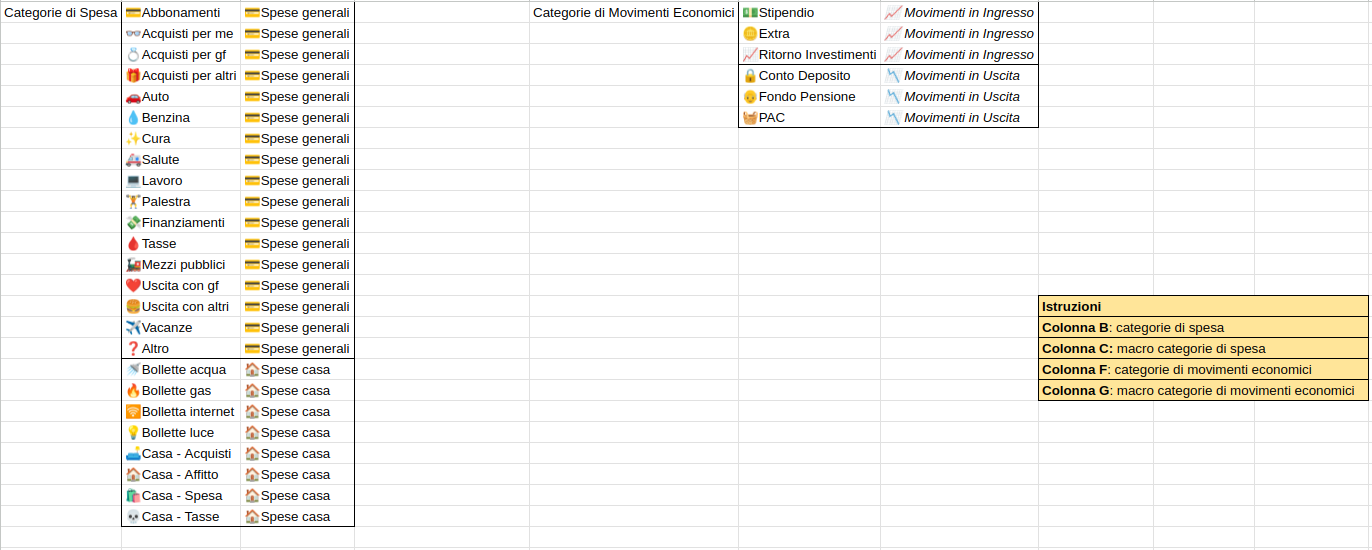 Categorie di Spesa 💳Abbonamenti 💳Spese generali Categorie di Movimenti Economici 💵Stipendio 📈 Movimenti in Ingresso
👓Acquisti per me 💳Spese generali 🪙Extra 📈 Movimenti in Ingresso
💍Acquisti per gf 💳Spese generali 📈Ritorno Investimenti 📈 Movimenti in Ingresso
🎁Acquisti per altri 💳Spese generali 🔒Conto Deposito 📉 Movimenti in Uscita
🚗Auto 💳Spese generali 👴Fondo Pensione 📉 Movimenti in Uscita
💧Benzina 💳Spese generali 🧺PAC 📉 Movimenti in Uscita
✨Cura 💳Spese generali
🚑Salute 💳Spese generali
💻Lavoro 💳Spese generali
🏋Palestra 💳Spese generali
💸Finanziamenti 💳Spese generali
🩸Tasse 💳Spese generali
🚂Mezzi pubblici 💳Spese generali
❤️Uscita con gf 💳Spese generali
🍔Uscita con altri 💳Spese generali Istruzioni
✈️Vacanze 💳Spese generali Colonna B: categorie di spesa
❓Altro 💳Spese generali Colonna C: macro categorie di spesa
🚿Bollette acqua 🏠Spese casa Colonna F: categorie di movimenti economici
🔥Bollette gas 🏠Spese casa Colonna G: macro categorie di movimenti economici
🛜Bolletta internet 🏠Spese casa
💡Bollette luce 🏠Spese casa
🛋️Casa - Acquisti 🏠Spese casa
🏠Casa - Affitto 🏠Spese casa
🛍️Casa - Spesa 🏠Spese casa
💀Casa - Tasse 🏠Spese casa